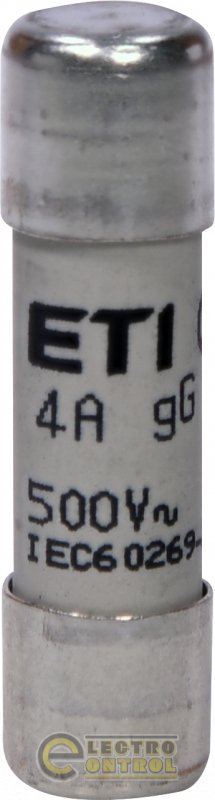 ETI
4A gG
500V~
IEC60269-
ELECTRO
CONTROL